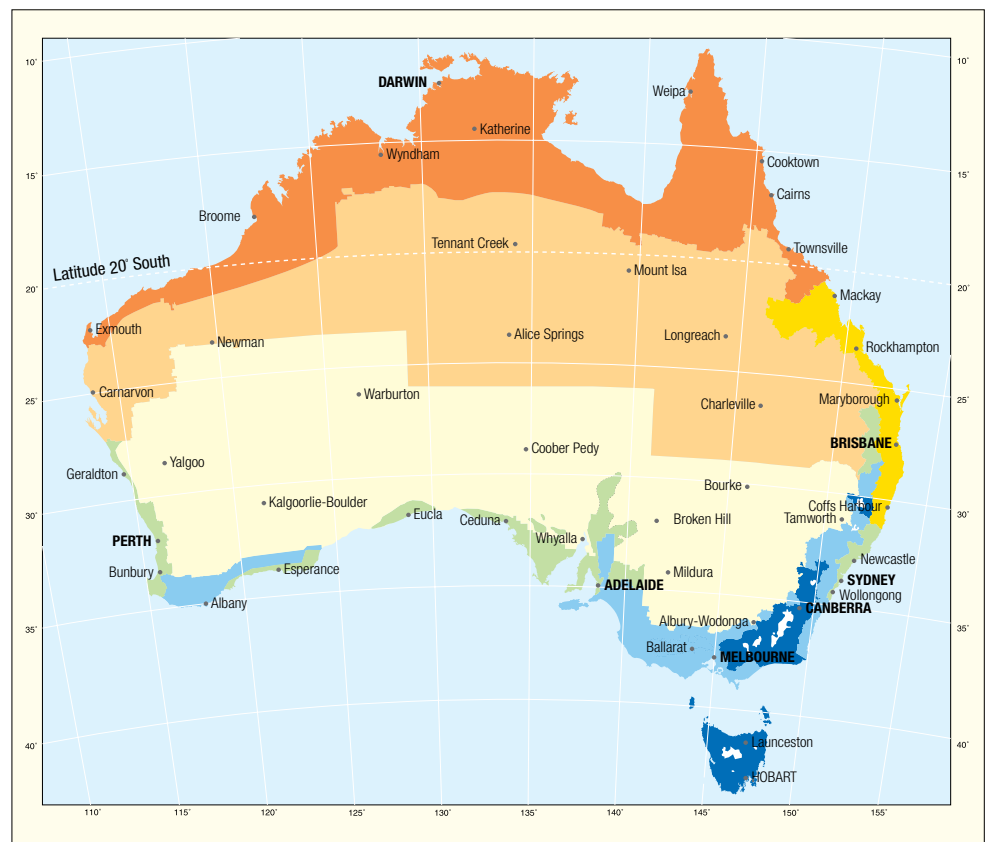 10°
10°
DARWIN
Weipa
Katherine
Wyndham
Cooktown
15°
15°
Cairns
Broome
Tennant Creek
Townsville
Latitude 20° South
Mount Isa
20°
20°
Mackay
Exmouth
Alice Springs
Longreach
Newman
Rockhampton
Carnarvon
Warburton
25°
25°
Charleville
Maryborough
BRISBANE
Coober Pedy
Yalgoo
Geraldton
Bourke
Kalgoorlie-Boulder
Coffs Harbour
30°
30°
Eucla
Ceduna
Broken Hill
Tamworth
PERTH
Whyalla
Newcastle
Bunbury
Esperance
Mildura
ADELAIDE
SYDNEY
Wollongong
Albany
CANBERRA
35°
35°
Albury-Wodonga
Ballarat
MELBOURNE
40°
40°
Launceston
HOBART
110°
115°
120°
125°
130°
135°
140°
145°
150°
155°